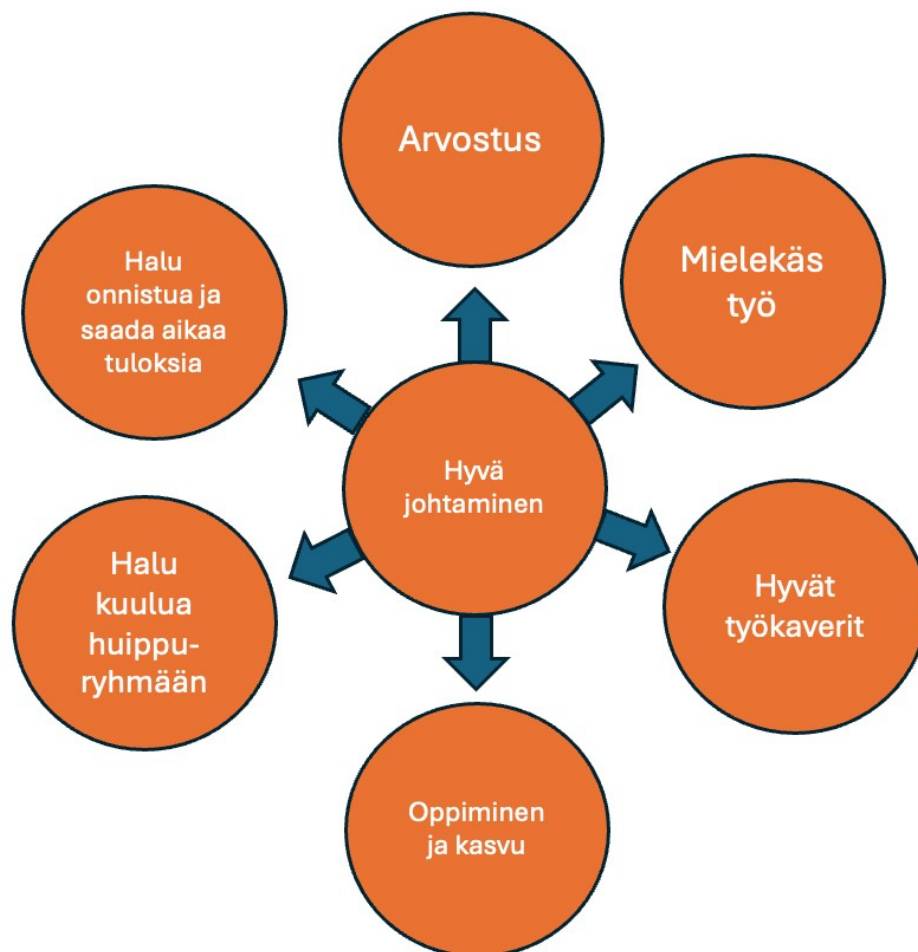 Arvostus
Mielekäs
työ
Halu
onnistua ja
saada aikaa
tuloksia
Hyvä
johtaminen
Halu
kuulua
huippu-
ryhmään
Hyvät
työkaverit
Oppiminen
ja kasvu